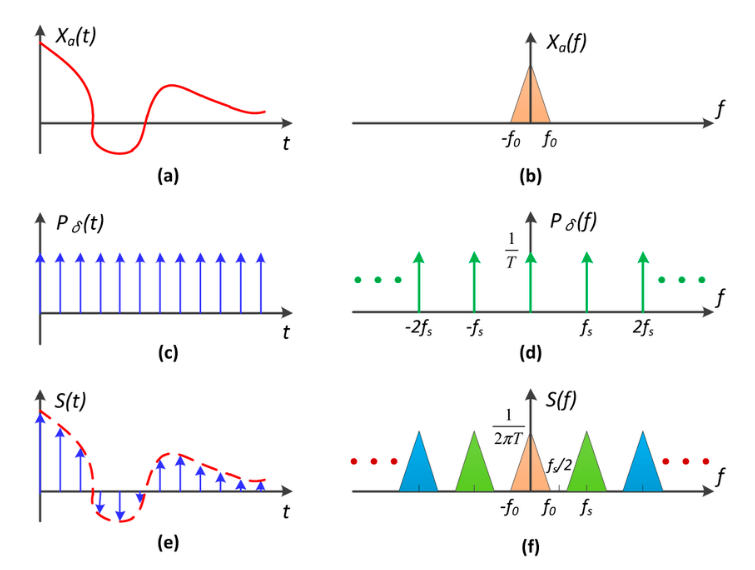 Xa(t)
t
(a)
Xa(f)
f
-f0 f0
(b)
Pδ(t)
t
(c)
Pδ(f)
1/T
f
-2fs -fs fs 2fs
(d)
S(t)
t
(e)
S(f)
1/2πT
fs/2
f
-f0 f0 fs
(f)